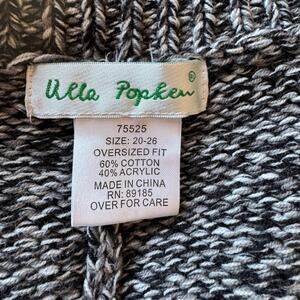 Ulla Popken®
75525
SIZE: 20-26
OVERSIZED FIT
60% COTTON
40% ACRYLIC
MADE IN CHINA
RN: 89185
OVER FOR CARE